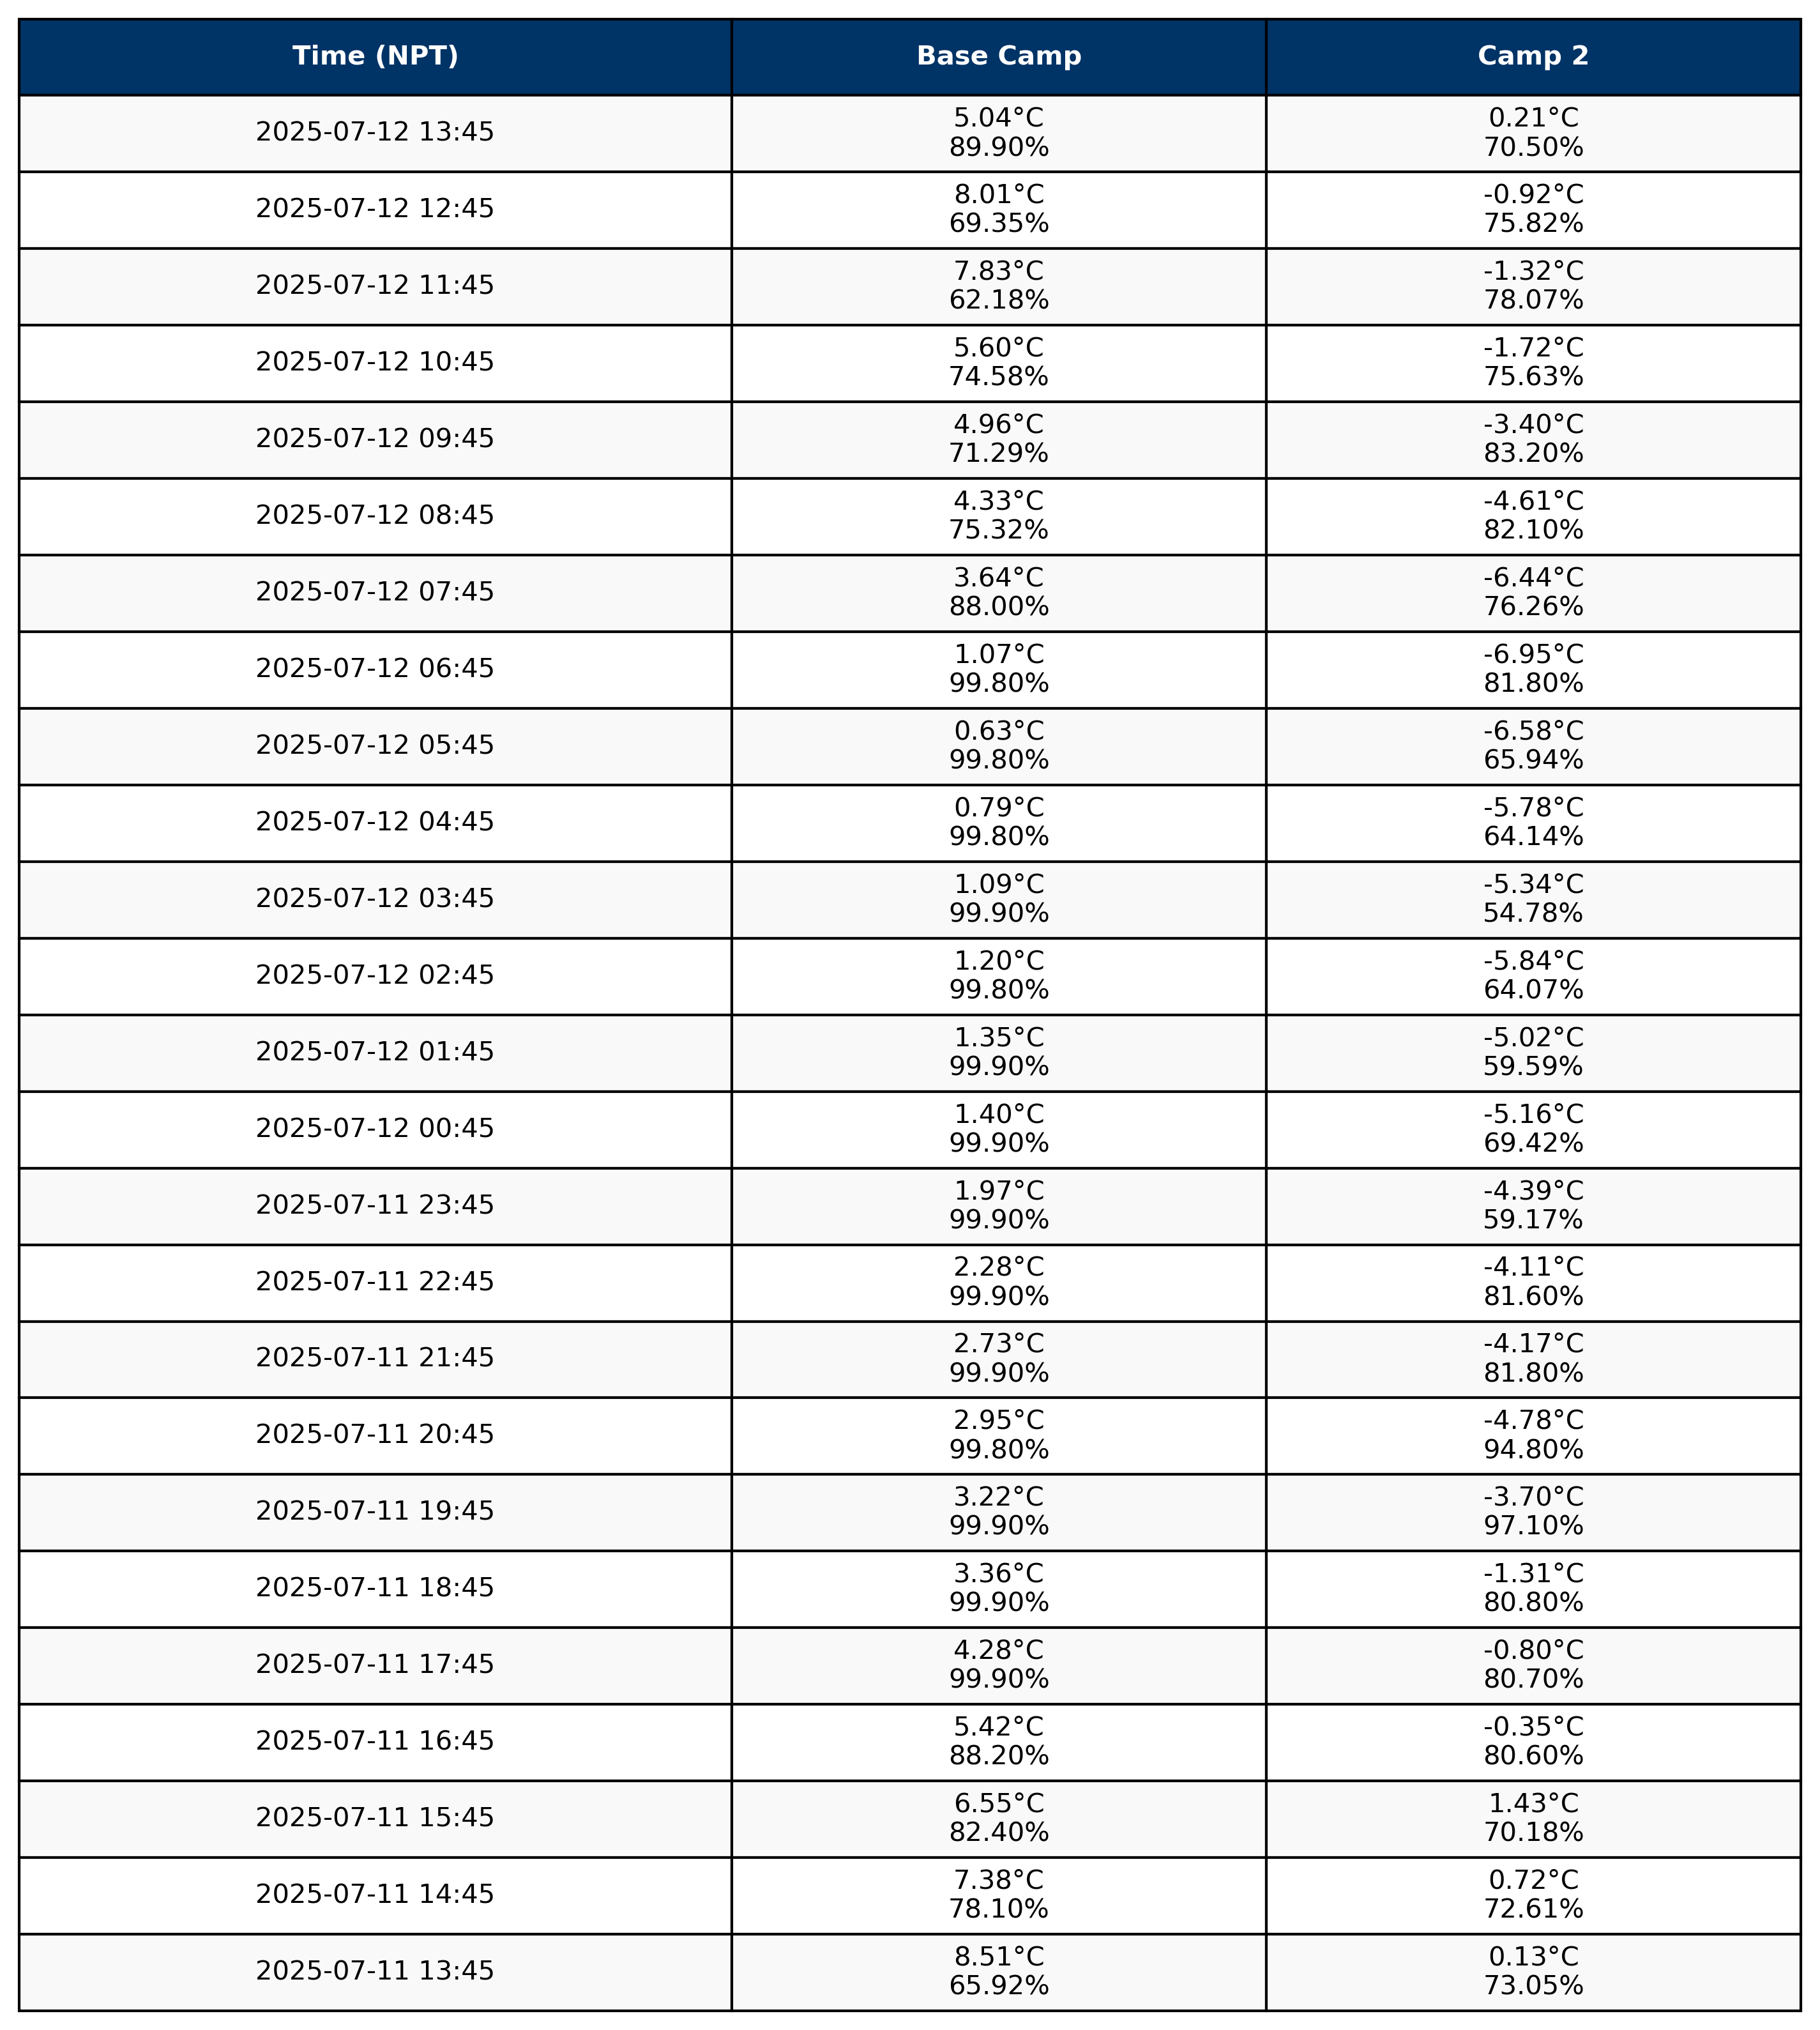 Time (NPT) Base Camp Camp 2
2025-07-12 13:45 5.04°C 0.21°C
89.90% 70.50%
2025-07-12 12:45 8.01°C -0.92°C
69.35% 75.82%
2025-07-12 11:45 7.83°C -1.32°C
62.18% 78.07%
2025-07-12 10:45 5.60°C -1.72°C
74.58% 75.63%
2025-07-12 09:45 4.96°C -3.40°C
71.29% 83.20%
2025-07-12 08:45 4.33°C -4.61°C
75.32% 82.10%
2025-07-12 07:45 3.64°C -6.44°C
88.00% 76.26%
2025-07-12 06:45 1.07°C -6.95°C
99.80% 81.80%
2025-07-12 05:45 0.63°C -6.58°C
99.80% 65.94%
2025-07-12 04:45 0.79°C -5.78°C
99.80% 64.14%
2025-07-12 03:45 1.09°C -5.34°C
99.90% 54.78%
2025-07-12 02:45 1.20°C -5.84°C
99.80% 64.07%
2025-07-12 01:45 1.35°C -5.02°C
99.90% 59.59%
2025-07-12 00:45 1.40°C -5.16°C
99.90% 69.42%
2025-07-11 23:45 1.97°C -4.39°C
99.90% 59.17%
2025-07-11 22:45 2.28°C -4.11°C
99.90% 81.60%
2025-07-11 21:45 2.73°C -4.17°C
99.90% 81.80%
2025-07-11 20:45 2.95°C -4.78°C
99.80% 94.80%
2025-07-11 19:45 3.22°C -3.70°C
99.90% 97.10%
2025-07-11 18:45 3.36°C -1.31°C
99.90% 80.80%
2025-07-11 17:45 4.28°C -0.80°C
99.90% 80.70%
2025-07-11 16:45 5.42°C -0.35°C
88.20% 80.60%
2025-07-11 15:45 6.55°C 1.43°C
82.40% 70.18%
2025-07-11 14:45 7.38°C 0.72°C
78.10% 72.61%
2025-07-11 13:45 8.51°C 0.13°C
65.92% 73.05%